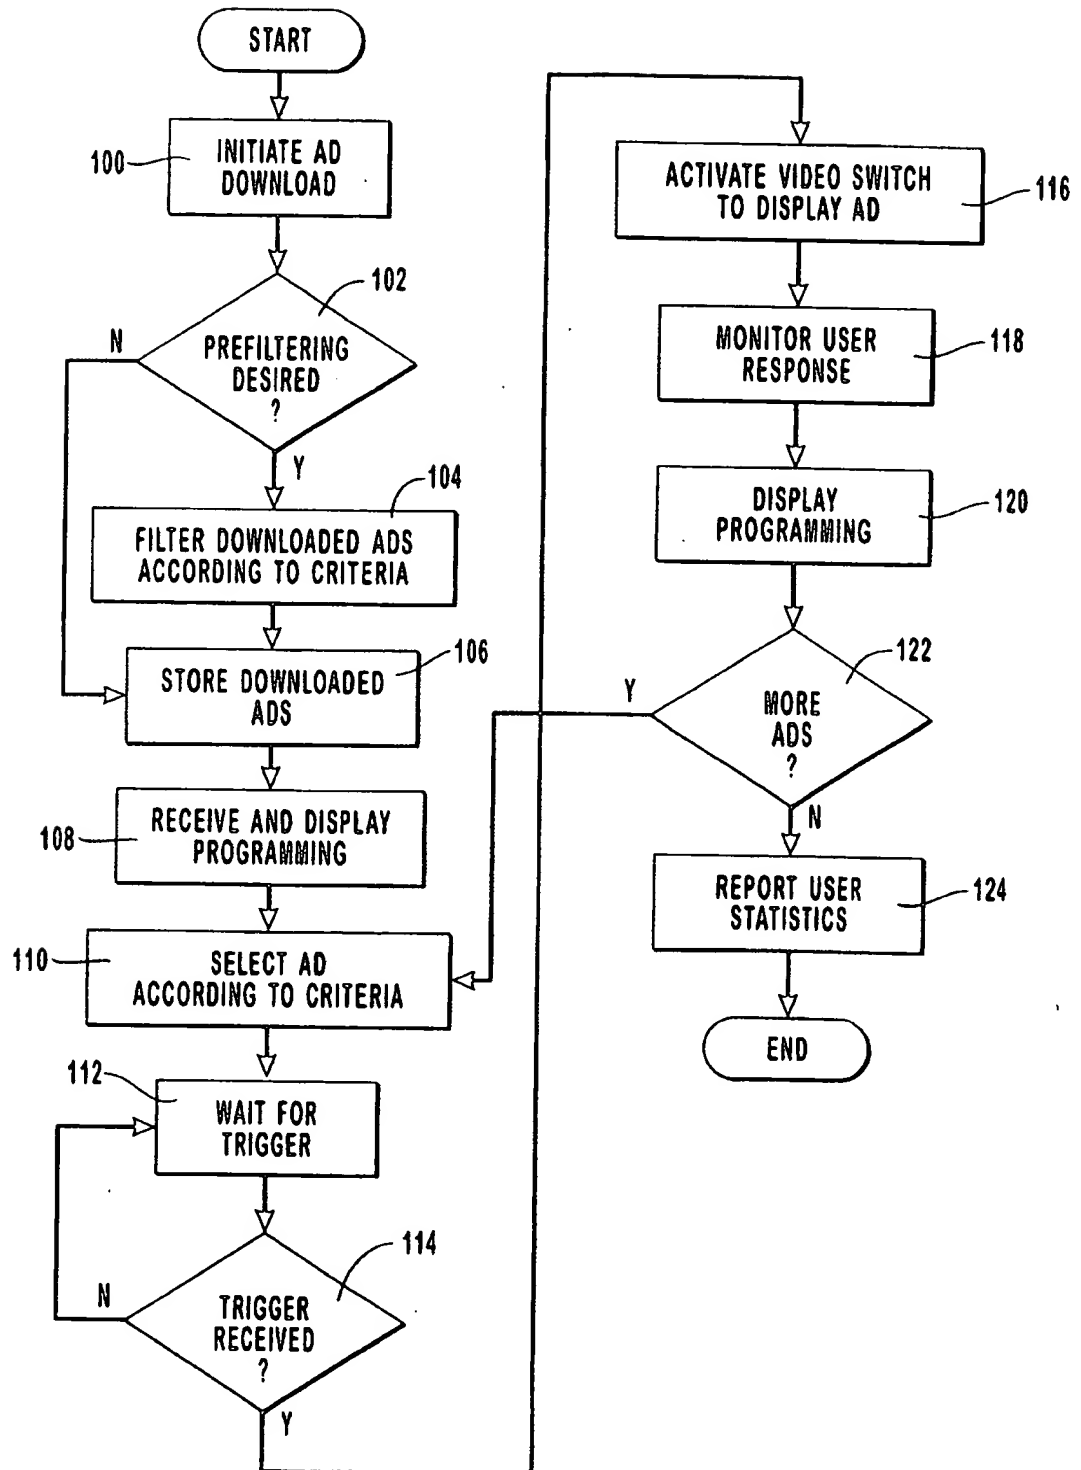 START
100
INITIATE AD
DOWNLOAD
102
N
PREFILTERING
DESIRED
?
Y
104
FILTER DOWNLOADED ADS
ACCORDING TO CRITERIA
106
STORE DOWNLOADED
ADS
108
RECEIVE AND DISPLAY
PROGRAMMING
110
SELECT AD
ACCORDING TO CRITERIA
112
WAIT FOR
TRIGGER
114
N
TRIGGER
RECEIVED
?
Y
ACTIVATE VIDEO SWITCH
TO DISPLAY AD
116
MONITOR USER
RESPONSE
118
DISPLAY
PROGRAMMING
120
122
Y
MORE
ADS
?
N
REPORT USER
STATISTICS
124
END